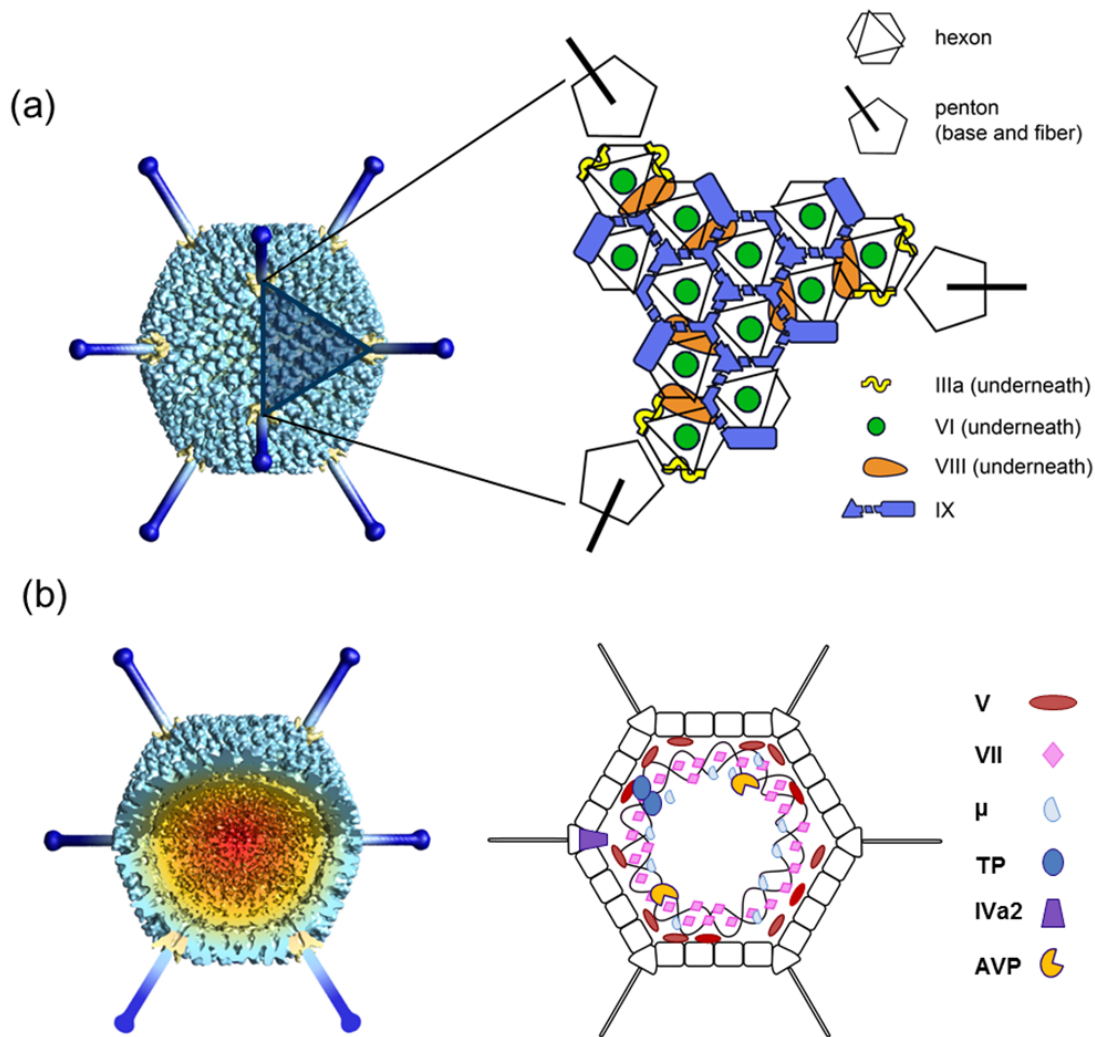 (a)
hexon
penton
(base and fiber)
IIIa (underneath)
VI (underneath)
VIII (underneath)
IX
(b)
V
VII
μ
TP
IVa2
AVP